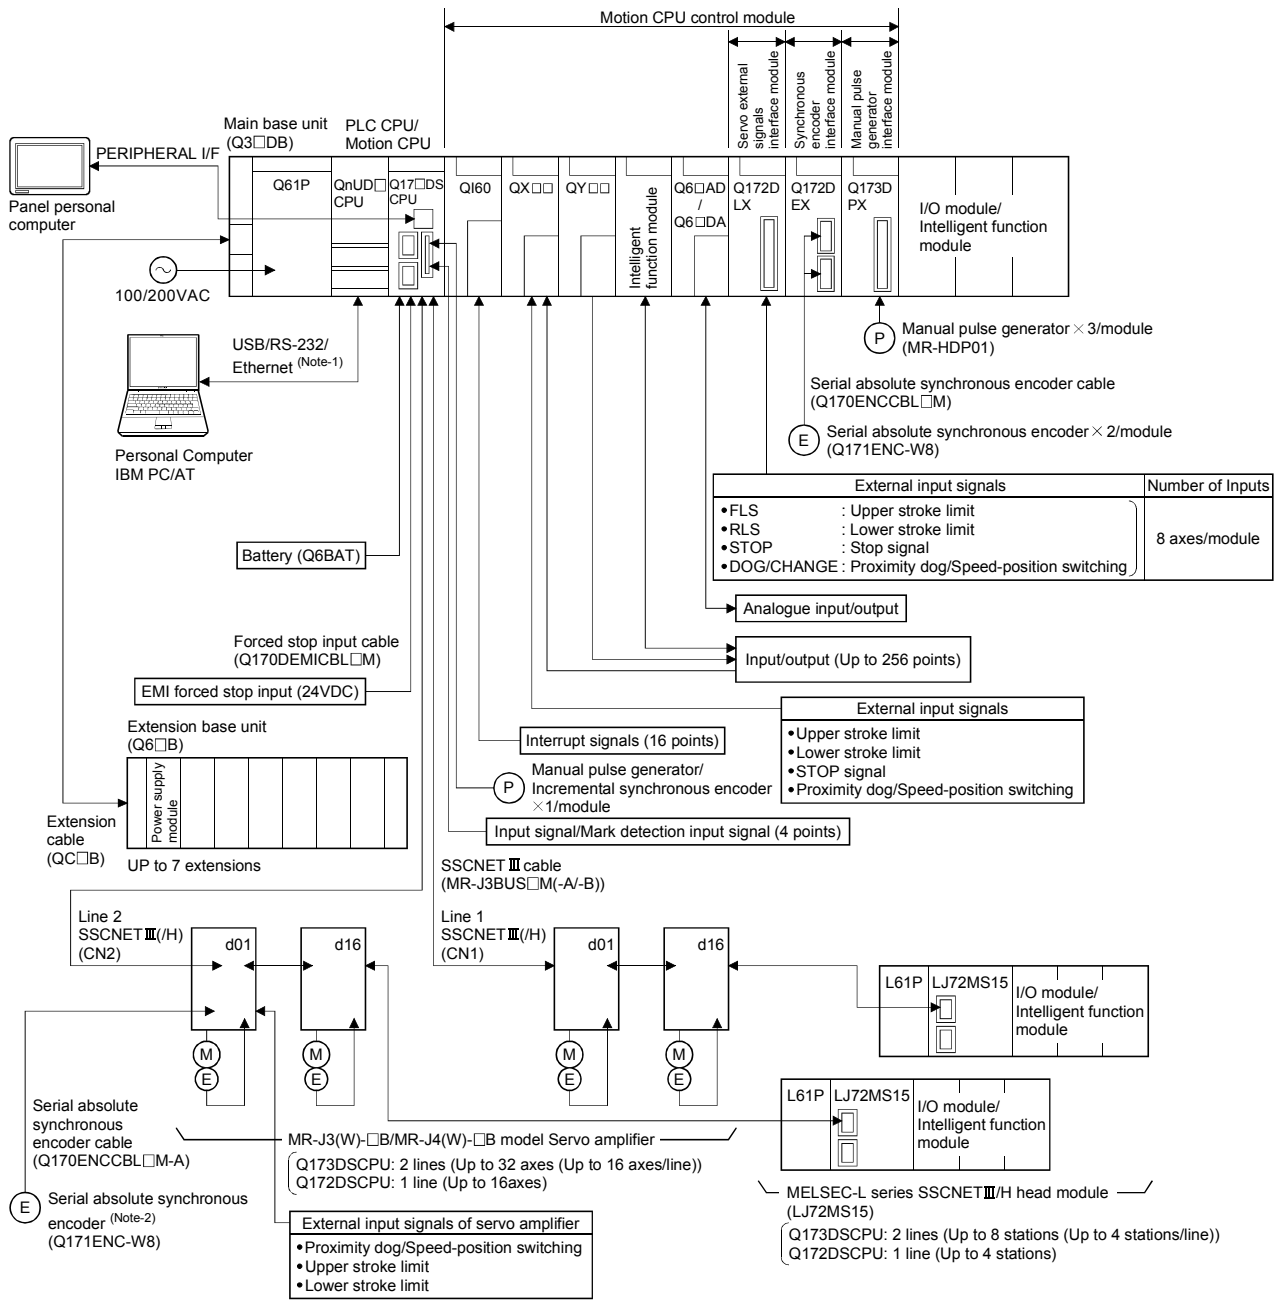 Motion CPU control module
Servo external
signals
interface module
Synchronous
encoder
interface module
Manual pulse
generator
interface module
Main base unit
(Q3□DB)
PLC CPU/
Motion CPU
PERIPHERAL I/F
Panel personal
computer
Q61P
QnUD□
CPU
Q17□DS
CPU
QI60
QX□□
QY□□
Intelligent
function module
Q6□AD
/
Q6□DA
Q172D
LX
Q172D
EX
Q173D
PX
I/O module/
Intelligent function
module
100/200VAC
USB/RS-232/
Ethernet (Note-1)
Personal Computer
IBM PC/AT
P
Manual pulse generator×3/module
(MR-HDP01)
Serial absolute synchronous encoder cable
(Q170ENCCBL□M)
E
Serial absolute synchronous encoder×2/module
(Q171ENC-W8)
External input signals
Number of Inputs
•FLS : Upper stroke limit
•RLS : Lower stroke limit
•STOP : Stop signal
•DOG/CHANGE : Proximity dog/Speed-position switching
8 axes/module
Battery (Q6BAT)
Analogue input/output
Forced stop input cable
(Q170DEMICBL□M)
Input/output (Up to 256 points)
EMI forced stop input (24VDC)
External input signals
•Upper stroke limit
•Lower stroke limit
•STOP signal
•Proximity dog/Speed-position switching
Interrupt signals (16 points)
Extension base unit
(Q6□B)
Power supply
module
P
Manual pulse generator/
Incremental synchronous encoder
×1/module
Input signal/Mark detection input signal (4 points)
Extension
cable
(QC□B)
UP to 7 extensions
SSCNETⅢ cable
(MR-J3BUS□M(-A/-B))
Line 2
SSCNETⅢ(/H)
(CN2)
d01
d16
Line 1
SSCNETⅢ(/H)
(CN1)
d01
d16
M
E
M
E
M
E
M
E
L61P
LJ72MS15
I/O module/
Intelligent function
module
L61P
LJ72MS15
I/O module/
Intelligent function
module
Serial absolute
synchronous
encoder cable
(Q170ENCCBL□M-A)
MR-J3(W)-□B/MR-J4(W)-□B model Servo amplifier
Q173DSCPU: 2 lines (Up to 32 axes (Up to 16 axes/line))
Q172DSCPU: 1 line (Up to 16axes)
E
Serial absolute synchronous
encoder (Note-2)
(Q171ENC-W8)
External input signals of servo amplifier
•Proximity dog/Speed-position switching
•Upper stroke limit
•Lower stroke limit
MELSEC-L series SSCNETⅢ/H head module
(LJ72MS15)
Q173DSCPU: 2 lines (Up to 8 stations (Up to 4 stations/line))
Q172DSCPU: 1 line (Up to 4 stations)